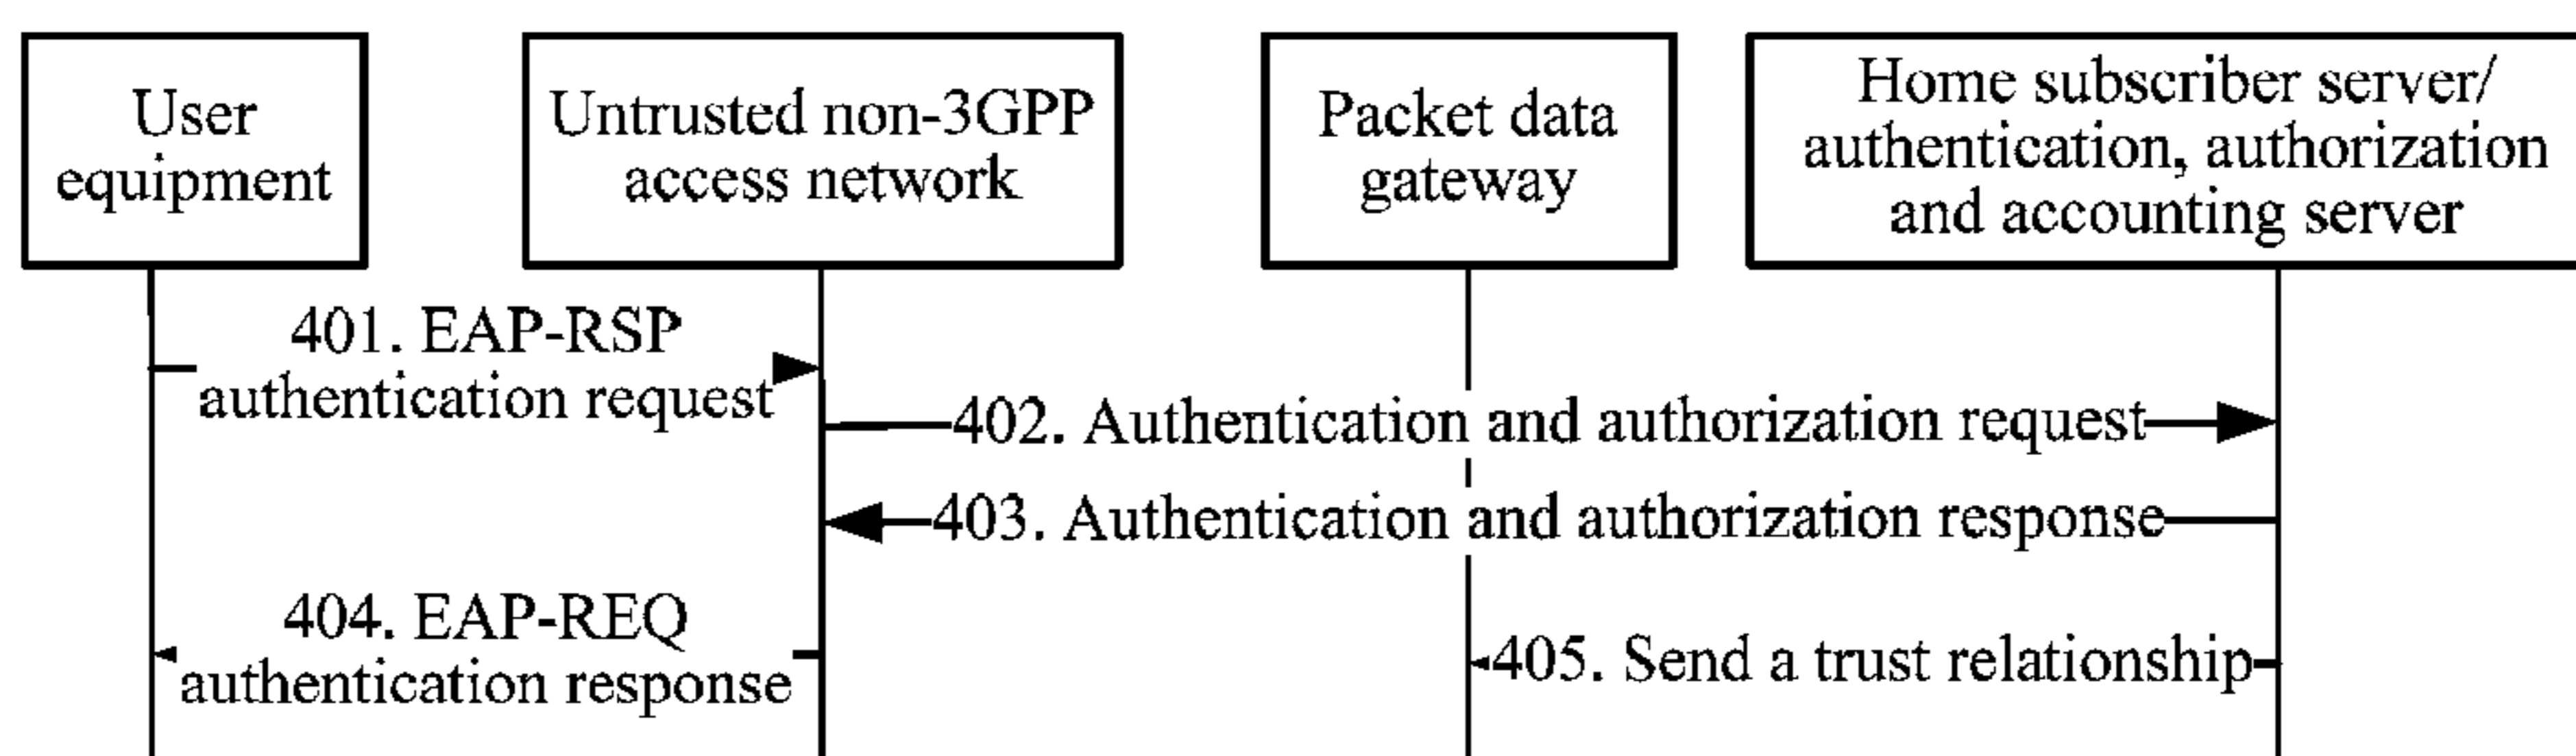 User
equipment
Untrusted non-3GPP
access network
Packet data
gateway
Home subscriber server/
authentication, authorization
and accounting server
401. EAP-RSP
authentication request
402. Authentication and authorization request
403. Authentication and authorization response
404. EAP-REQ
authentication response
405. Send a trust relationship